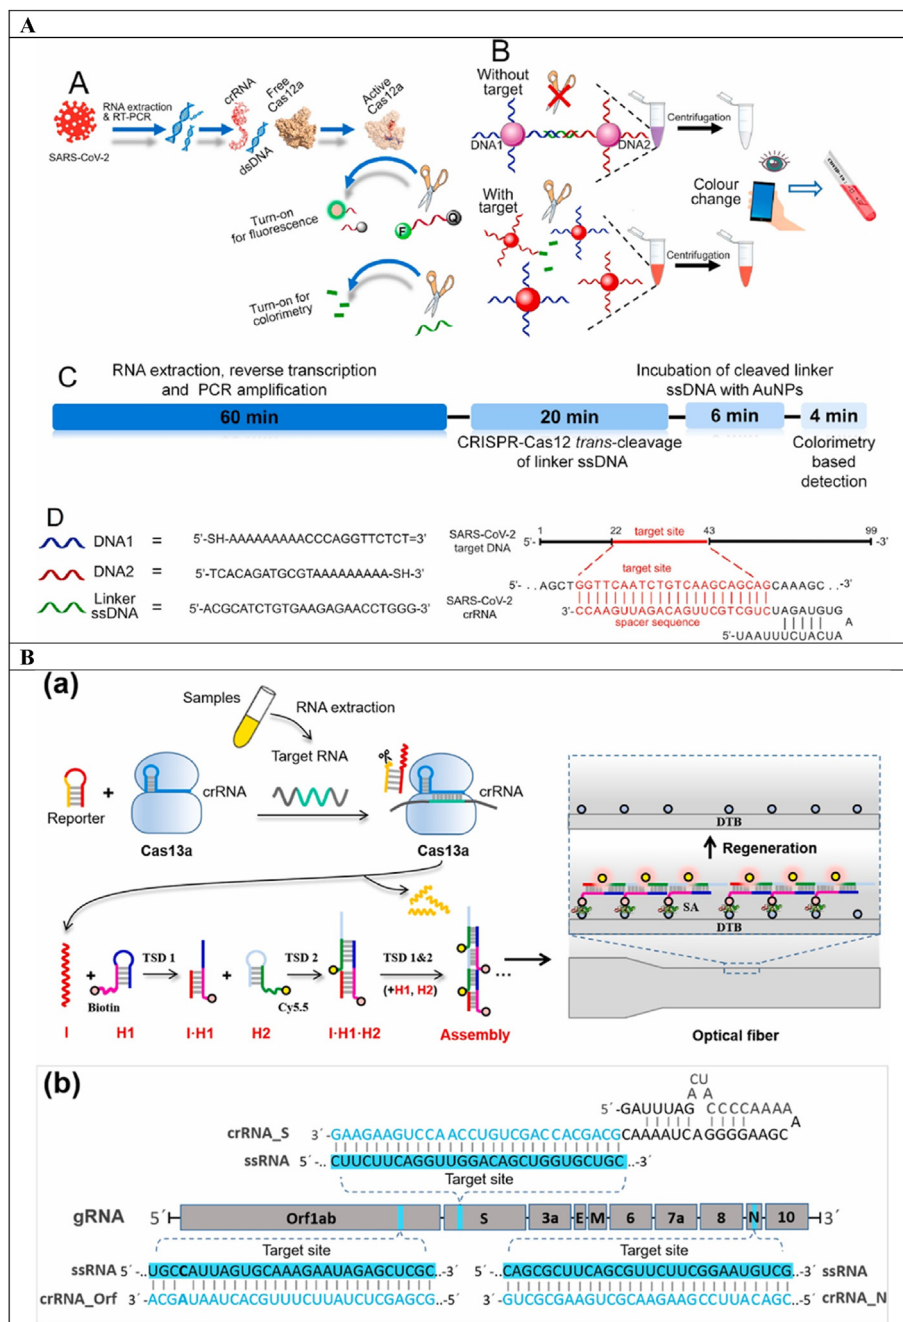 A
A
RNA extraction
& RT-PCR
SARS-CoV-2
crRNA
dsDNA
Free
Cas12a
Active
Cas12a
Turn-on
for fluorescence
F
Q
Turn-on for
colorimetry
B
Without
target
DNA1
DNA2
Centrifugation
With
target
Colour
change
COVID-19
Centrifugation
C
RNA extraction, reverse transcription
and PCR amplification
Incubation of cleaved linker
ssDNA with AuNPs
60 min
20 min
6 min
4 min
CRISPR-Cas12 trans-cleavage
of linker ssDNA
Colorimetry
based
detection
D
DNA1 = 5'-SH-AAAAAAAAAACCCAGGTTCTCT=3'
DNA2 = 5'-TCACAGATGCGTAAAAAAAAAA-SH-3'
Linker
ssDNA = 5'-ACGCATCTGTGAAGAGAACCTGGG-3'
SARS-CoV-2
target DNA
1 22 target site 43 99
5'- -3'
target site
5'- .. AGCTGGTTCAATCTGTCAAGCAGCAGCAAAGC .. -3'
SARS-CoV-2
crRNA
3'-CCAAGUUAGACAGUUCGUCGUCUAGAUGUG
spacer sequence
A
5'-UAAUUUCUACUA
B
(a)
Samples
RNA extraction
Target RNA
Reporter
+
crRNA
Cas13a
crRNA
Cas13a
DTB
Regeneration
SA
DTB
Optical fiber
I
+
Biotin
H1
TSD 1
I·H1
+
H2
Cy5.5
TSD 2
I·H1·H2
TSD 1&2
(+H1, H2)
Assembly
...
(b)
CU
A A
5´-GAUUUAG CCCCAAAA
A
crRNA_S 3´-GAAGAAGUCCAACCUGUCGACCACGACGCAAAAUCAGGGGAAGC
ssRNA 5´-..CUUCUUCAGGUUGGACAGCUGGUGCUGC..-3´
Target site
gRNA 5´ Orf1ab S 3a E M 6 7a 8 N 10 3´
Target site
Target site
ssRNA 5´-..UGCCAUUAGUGCAAAGAAUAGAGCUCGC..-3´
crRNA_Orf 3´-ACGAUAAUCACGUUUCUUAUCUCGAGCG-5´
5´-..CAGCGCUUCAGCGUUCUUCGGAAUGUCG..-3´ ssRNA
3´-GUCGCGAAGUCGCAAGAAGCCUUACAGC..-5´ crRNA_N